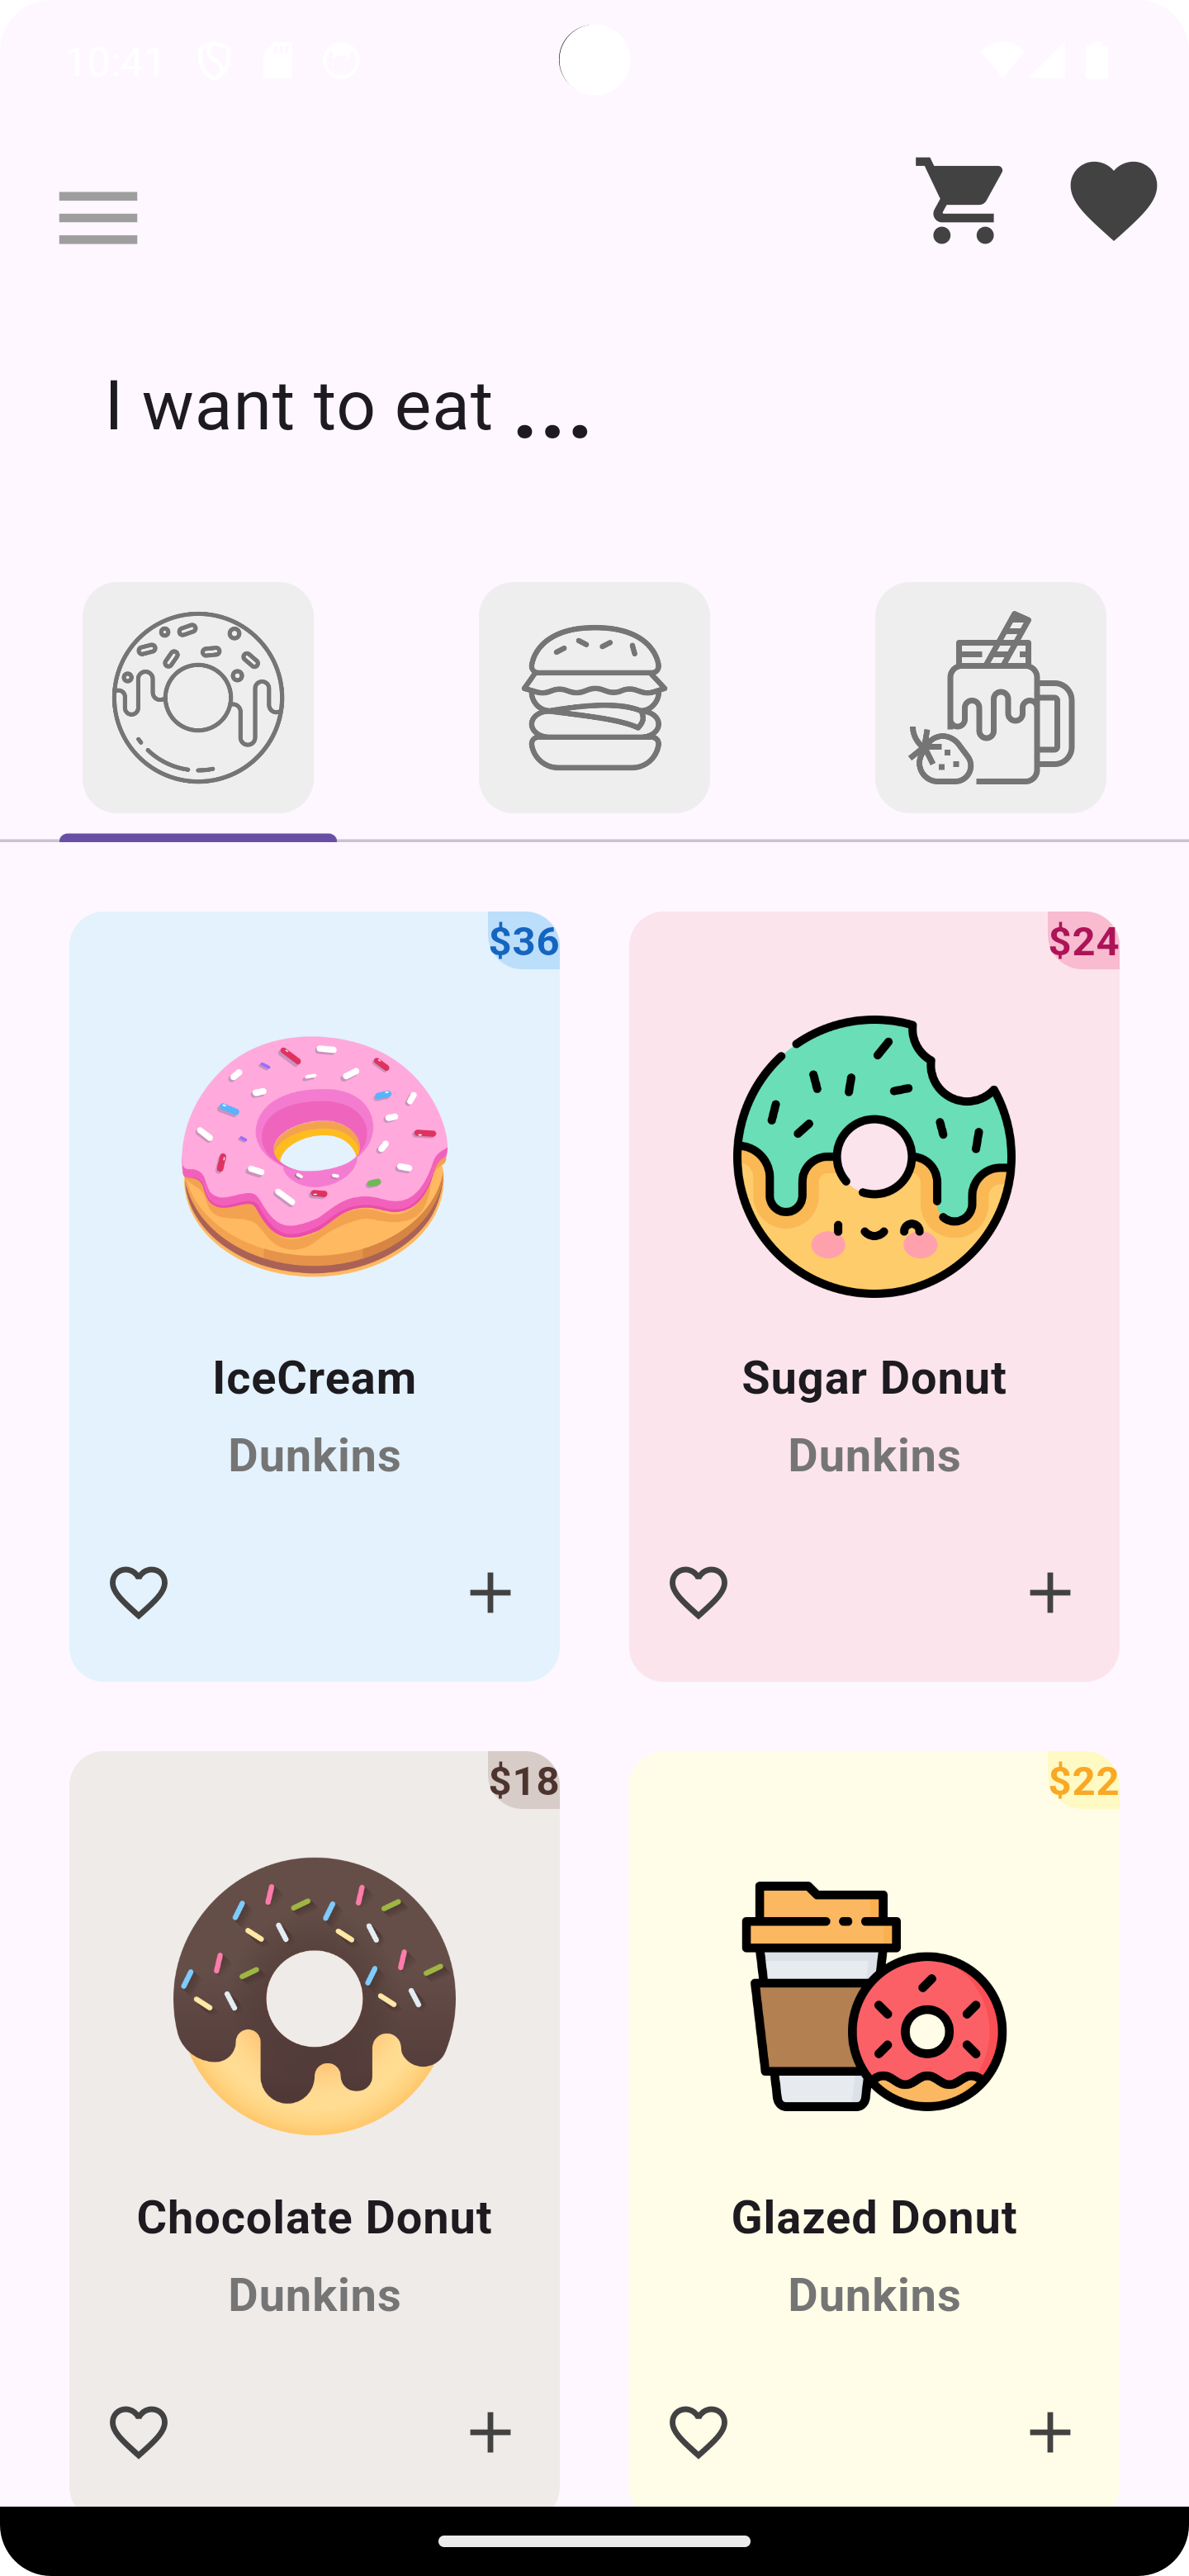 10:41
I want to eat ...
$36
$24
IceCream
Sugar Donut
Dunkins
Dunkins
$18
$22
Chocolate Donut
Glazed Donut
Dunkins
Dunkins